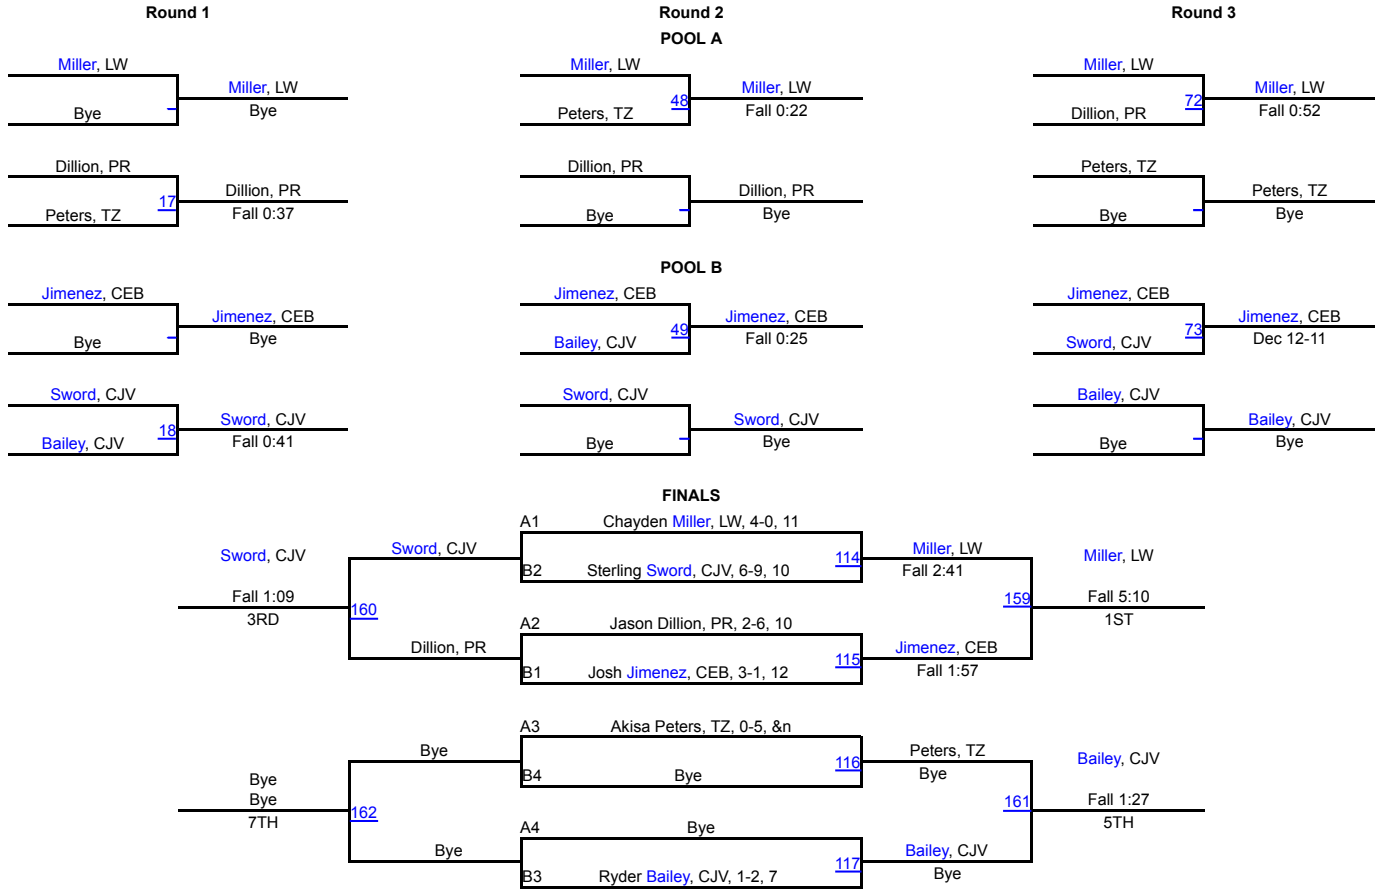 Round 1 Round 2 Round 3
POOL A
Miller, LW Miller, LW Miller, LW
Miller, LW Miller, LW Miller, LW
48 72
Bye Bye Peters, TZ Fall 0:22 Dillion, PR Fall 0:52
Dillion, PR Dillion, PR Peters, TZ
Dillion, PR Dillion, PR Peters, TZ
17
Peters, TZ Fall 0:37 Bye Bye Bye Bye
POOL B
Jimenez, CEB Jimenez, CEB Jimenez, CEB
Jimenez, CEB Jimenez, CEB Jimenez, CEB
49 73
Bye Bye Bailey, CJV Fall 0:25 Sword, CJV Dec 12-11
Sword, CJV Sword, CJV Bailey, CJV
Sword, CJV Sword, CJV Bailey, CJV
18
Bailey, CJV Fall 0:41 Bye Bye Bye Bye
FINALS
A1 Chayden Miller, LW, 4-0, 11
Sword, CJV Sword, CJV 114 Miller, LW Miller, LW
B2 Sterling Sword, CJV, 6-9, 10 Fall 2:41
Fall 1:09 159 Fall 5:10
3RD 160 1ST
A2 Jason Dillion, PR, 2-6, 10
Dillion, PR 115 Jimenez, CEB
B1 Josh Jimenez, CEB, 3-1, 12 Fall 1:57
A3 Akisa Peters, TZ, 0-5, &n
Bye 116 Peters, TZ Bailey, CJV
Bye B4 Bye Bye
Bye 161 Fall 1:27
7TH 162 5TH
A4 Bye
Bye 117 Bailey, CJV
B3 Ryder Bailey, CJV, 1-2, 7 Bye